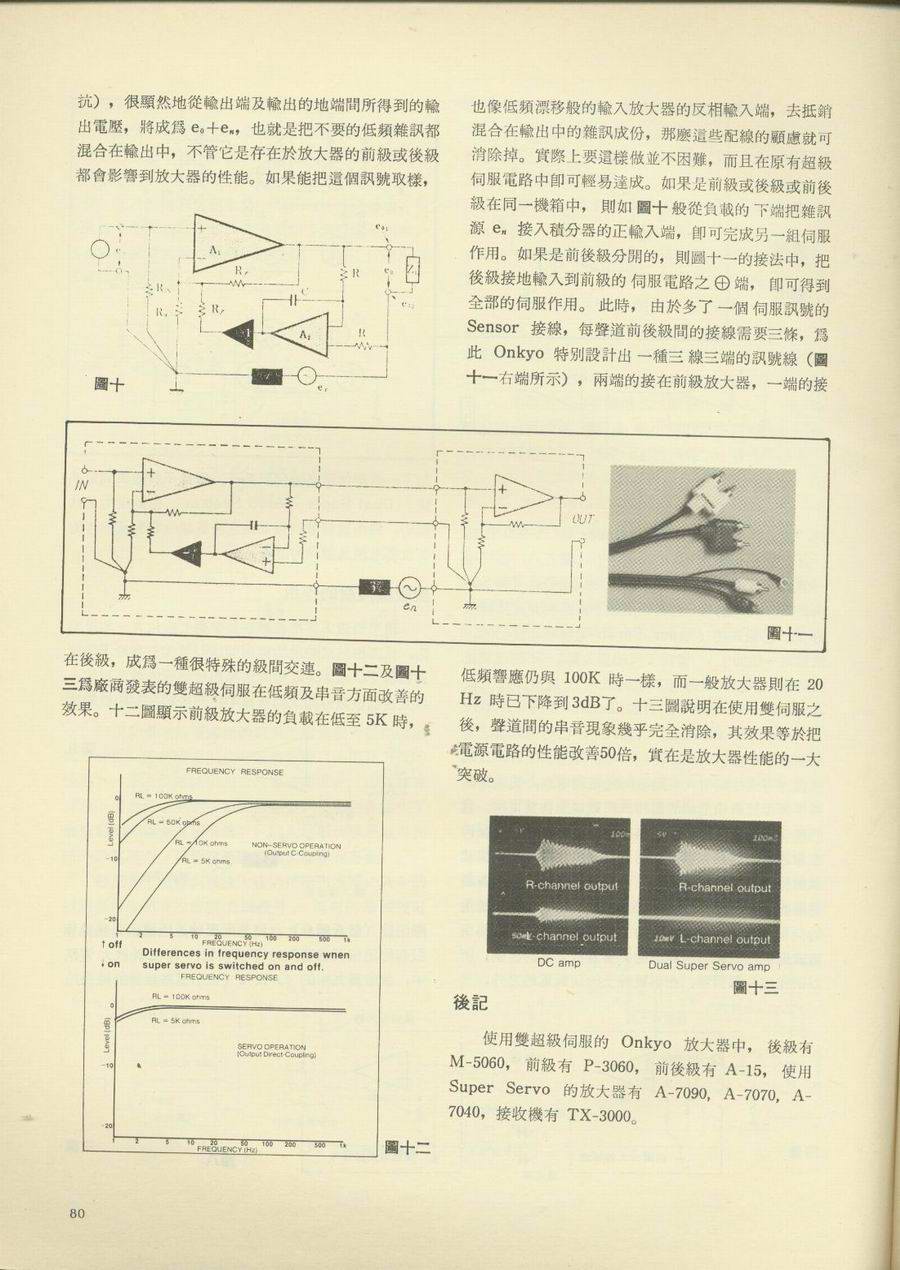 抗），很顯然地從輸出端及輸出的地端間所得到的輸
出電壓，將成爲 e₀＋eₙ，也就是把不要的低頻雜訊都
混合在輸出中，不管它是存在於放大器的前級或後級
都會影響到放大器的性能。如果能把這個訊號取樣，
A₁
R
C
A₂
R
圖十
也像低頻漂移般的輸入放大器的反相輸入端，去抵銷
混合在輸出中的雜訊成份，那麼這些配線的顧慮就可
消除掉。實際上要這樣做並不困難，而且在原有超級
伺服電路中卽可輕易達成。如果是前級或後級或前後
級在同一機箱中，則如圖十般從負載的下端把雜訊
源 eₙ 接入積分器的正輸入端，卽可完成另一組伺服
作用。如果是前後級分開的，則圖十一的接法中，把
後級接地輸入到前級的伺服電路之 ⊕ 端，卽可得到
全部的伺服作用。此時，由於多了一個伺服訊號的
Sensor 接線，每聲道前後級間的接線需要三條，爲
此 Onkyo 特別設計出一種三線三端的訊號線（圖
十一右端所示），兩端的接在前級放大器，一端的接
IN
OUT
en
圖十一
在後級，成爲一種很特殊的級間交連。圖十二及圖十
三爲廠商發表的雙超級伺服在低頻及串音方面改善的
效果。十二圖顯示前級放大器的負載在低至 5K 時，
FREQUENCY RESPONSE
RL = 100K ohms
RL = 50K ohms
RL = 10K ohms
RL = 5K ohms
NON-SERVO OPERATION
(Output C-Coupling)
Level (dB)
0
-10
-20
1 2 5 10 20 50 100 200 500 1k
FREQUENCY (Hz)
↑ off
↓ on
Differences in frequency response when
super servo is switched on and off.
FREQUENCY RESPONSE
RL = 100K ohms
RL = 5K ohms
SERVO OPERATION
(Output Direct-Coupling)
Level (dB)
0
-10
-20
1 2 5 10 20 50 100 200 500 1k
FREQUENCY (Hz)
圖十二
低頻響應仍與 100K 時一樣，而一般放大器則在 20
Hz 時已下降到3dB了。十三圖說明在使用雙伺服之
後，聲道間的串音現象幾乎完全消除，其效果等於把
電源電路的性能改善50倍，實在是放大器性能的一大
突破。
5V
R-channel output
50mV L-channel output
DC amp
5V
R-channel output
10mV L-channel output
Dual Super Servo amp
圖十三
後記
使用雙超級伺服的 Onkyo 放大器中，後級有
M-5060，前級有 P-3060，前後級有 A-15，使用
Super Servo 的放大器有 A-7090, A-7070, A-
7040，接收機有 TX-3000。
80